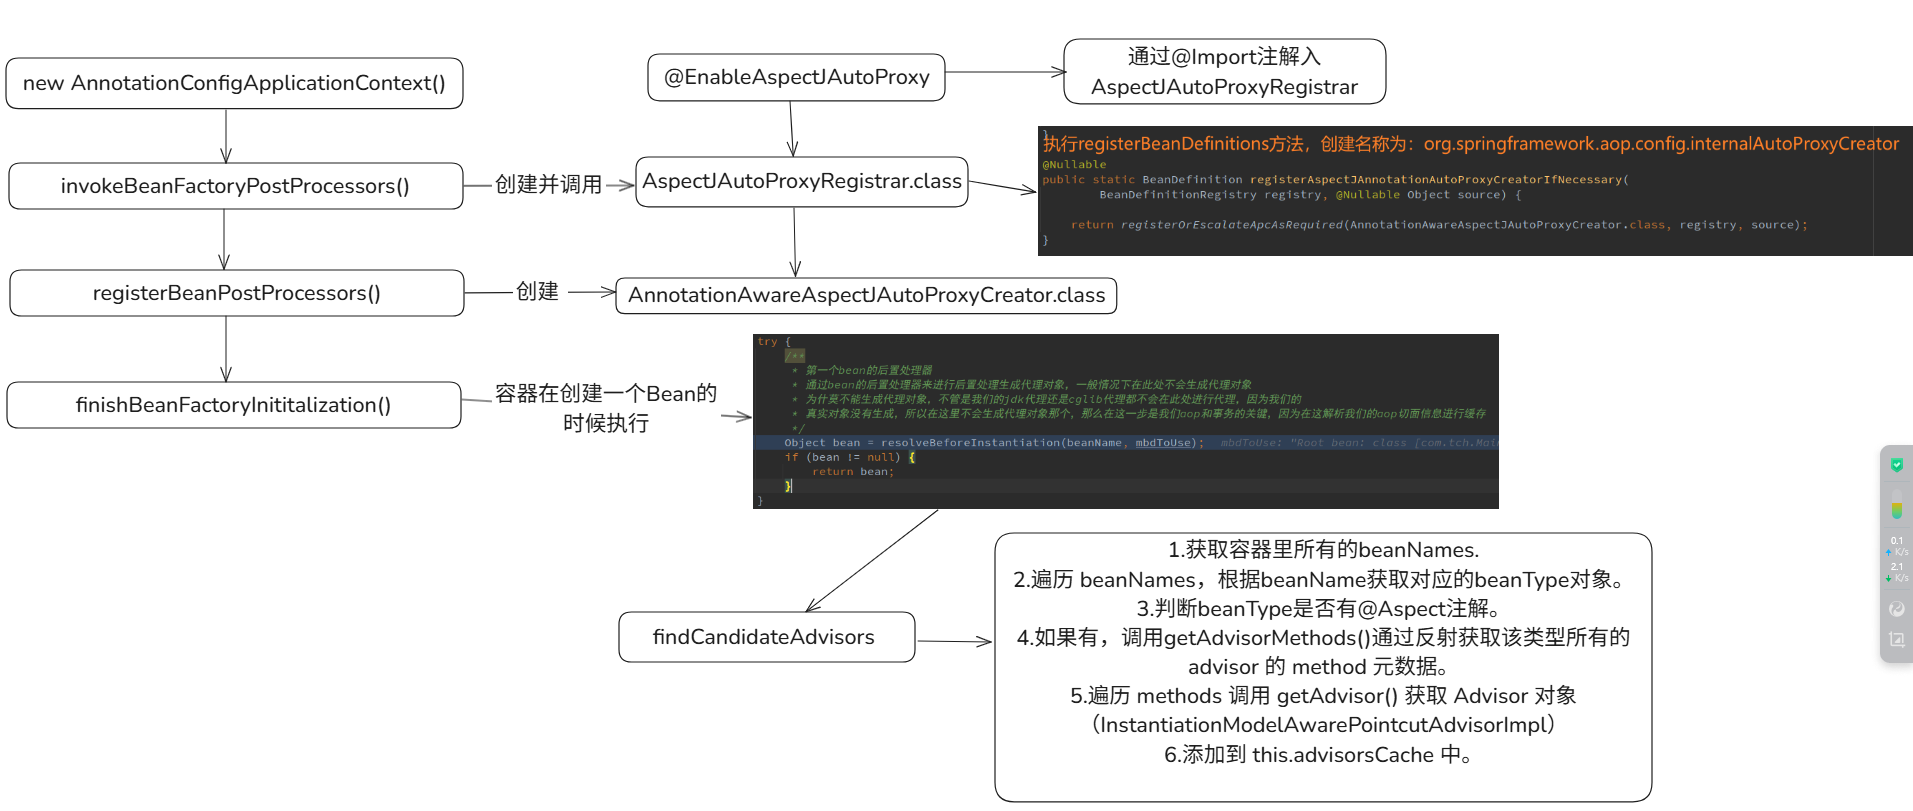 new AnnotationConfigApplicationContext()
invokeBeanFactoryPostProcessors()
registerBeanPostProcessors()
finishBeanFactoryInititalization()
创建并调用
创建
容器在创建一个Bean的
时候执行
@EnableAspectJAutoProxy
AspectJAutoProxyRegistrar.class
AnnotationAwareAspectJAutoProxyCreator.class
通过@Import注解入
AspectJAutoProxyRegistrar
}
执行registerBeanDefinitions方法，创建名称为：org.springframework.aop.config.internalAutoProxyCreator
@Nullable
public static BeanDefinition registerAspectJAnnotationAutoProxyCreatorIfNecessary(
BeanDefinitionRegistry registry, @Nullable Object source) {
return registerOrEscalateApcAsRequired(AnnotationAwareAspectJAutoProxyCreator.class, registry, source);
}
try {
/**
* 第一个bean的后置处理器
* 通过bean的后置处理器来进行后置处理生成代理对象，一般情况下在此处不会生成代理对象
* 为什莫不能生成代理对象，不管是我们的jdk代理还是cglib代理都不会在此处进行代理，因为我们的
* 真实对象没有生成，所以在这里不会生成代理对象那个，那么在这一步是我们aop和事务的关键，因为在这解析我们的aop切面信息进行缓存
*/
Object bean = resolveBeforeInstantiation(beanName, mbdToUse); mbdToUse: "Root bean: class [com.tch.Mai
if (bean != null) {
return bean;
}
}
findCandidateAdvisors
1.获取容器里所有的beanNames.
2.遍历 beanNames，根据beanName获取对应的beanType对象。
3.判断beanType是否有@Aspect注解。
4.如果有，调用getAdvisorMethods()通过反射获取该类型所有的
advisor 的 method 元数据。
5.遍历 methods 调用 getAdvisor() 获取 Advisor 对象
（InstantiationModelAwarePointcutAdvisorImpl）
6.添加到 this.advisorsCache 中。
0.1
K/s
2.1
K/s